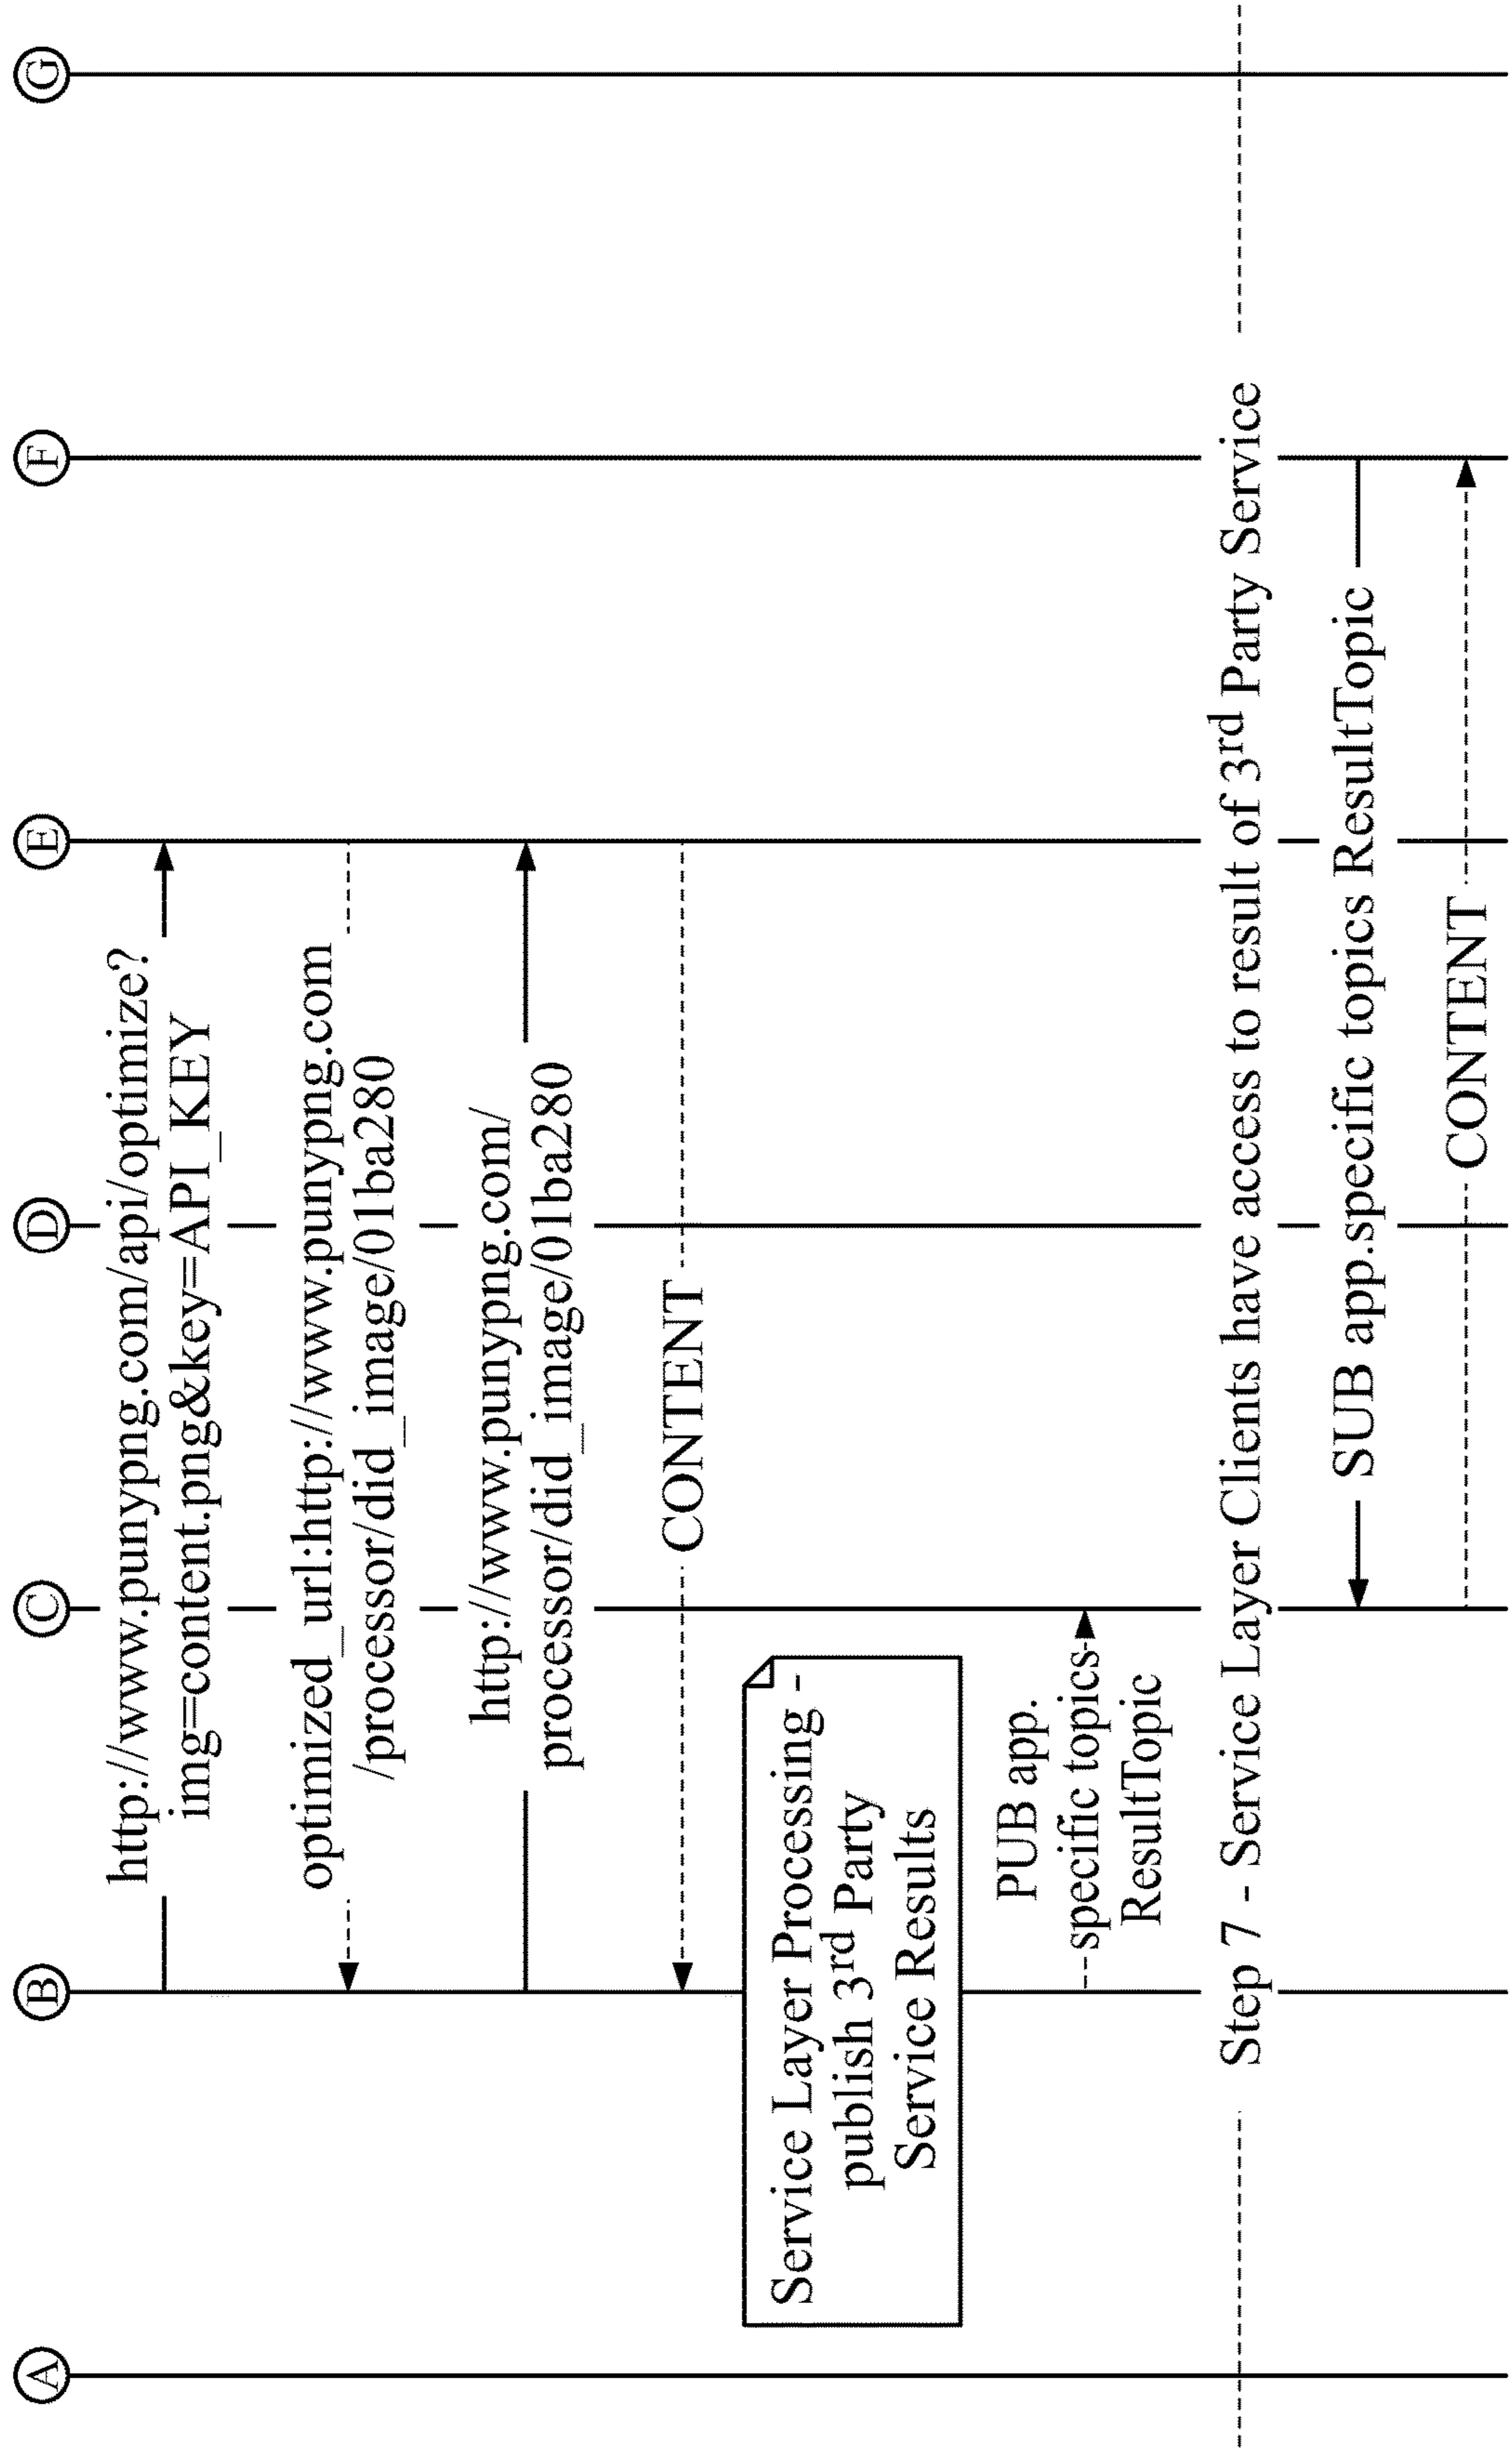 A
B
C
D
E
F
G
http://www.punypng.com/api/optimize?
img=content.png&key=API_KEY
optimized_url:http://www.punypng.com
/processor/did_image/01ba280
http://www.punypng.com/
processor/did_image/01ba280
CONTENT
Service Layer Processing -
publish 3rd Party
Service Results
PUB app.
specific topics
ResultTopic
Step 7 - Service Layer Clients have access to result of 3rd Party Service
SUB app.specific topics ResultTopic
CONTENT